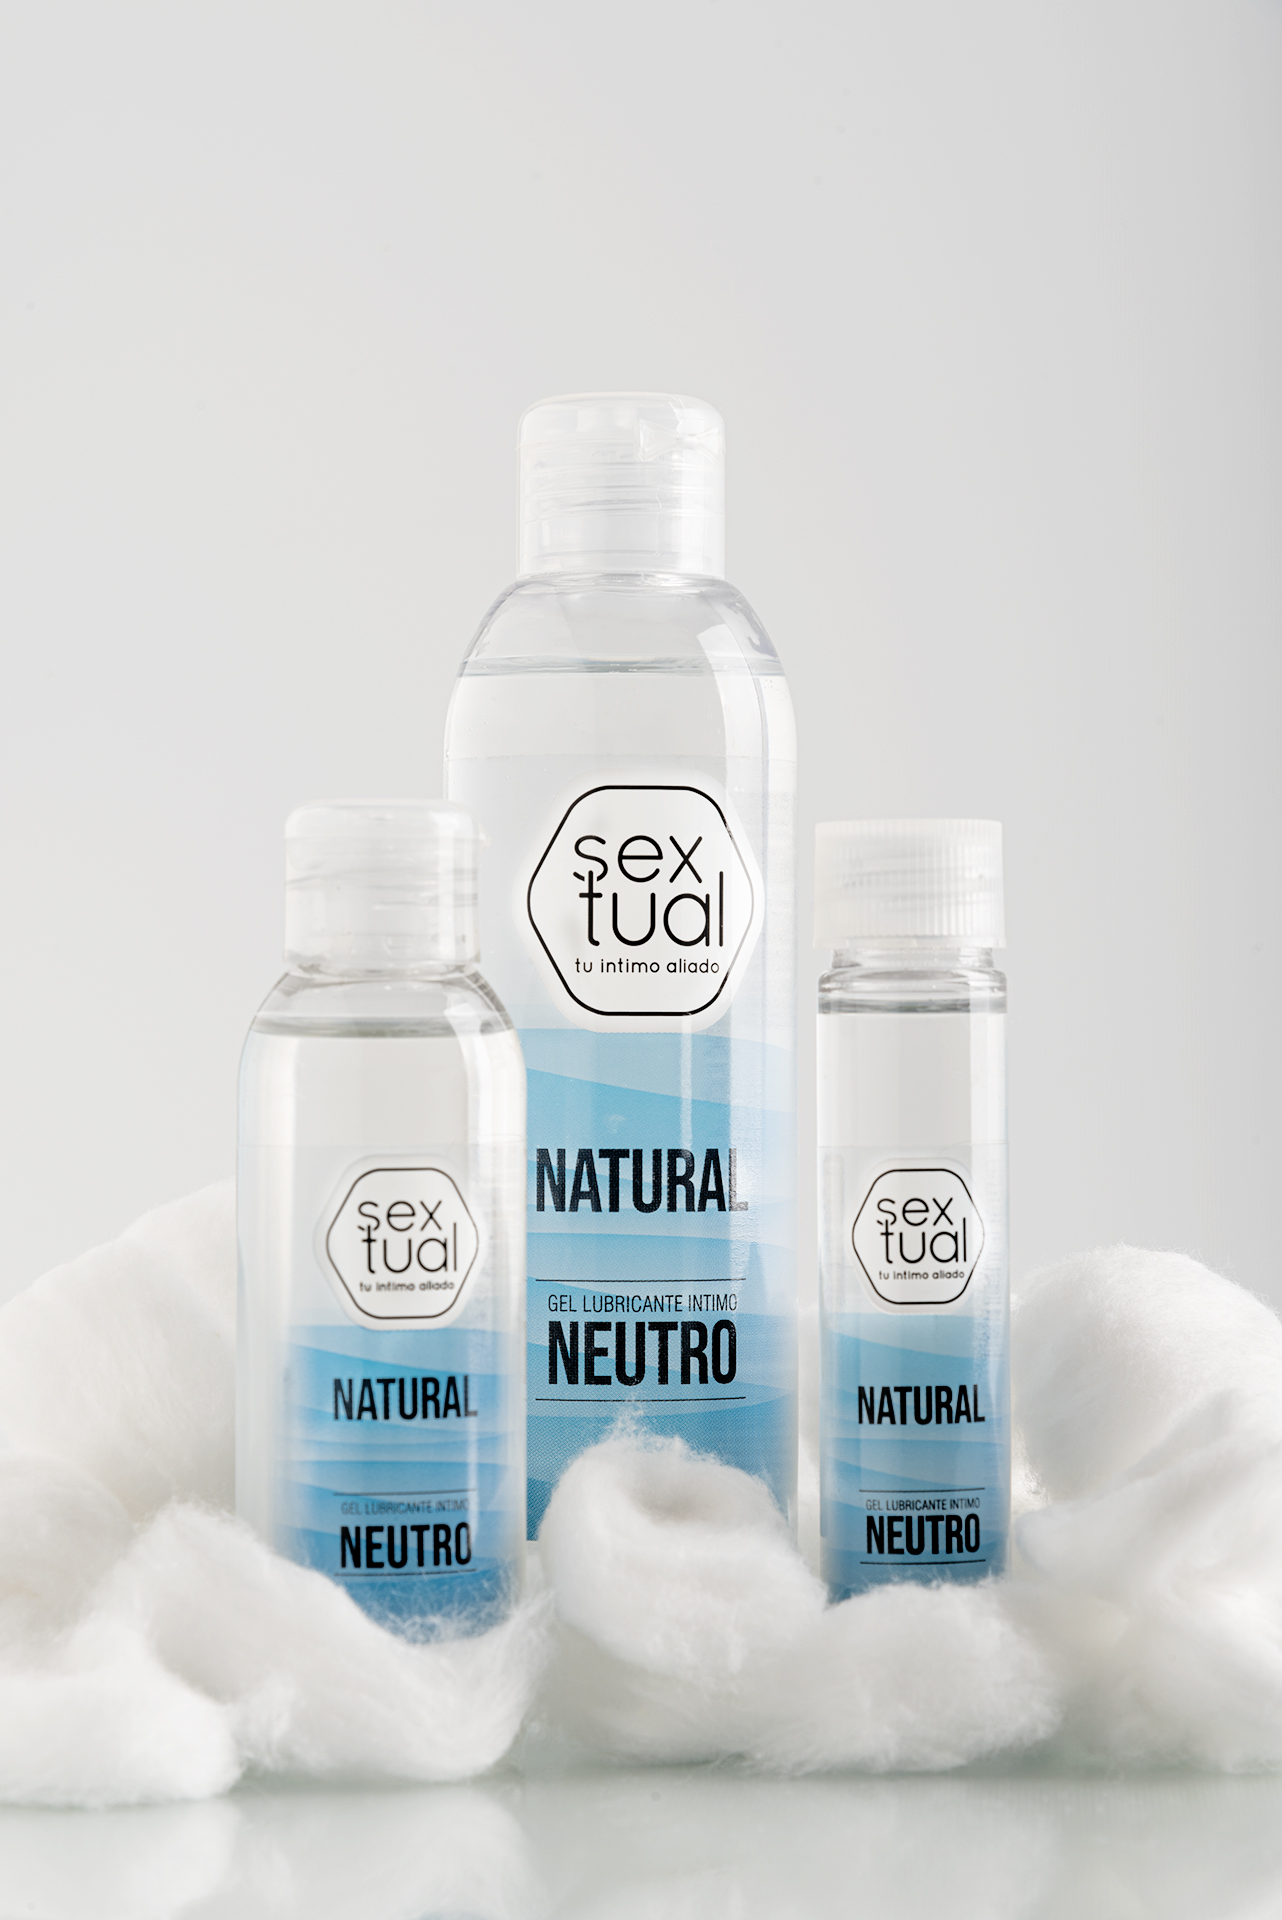 sex
tual
tu intimo aliado
NATURAL
GEL LUBRICANTE INTIMO
NEUTRO
sex
tual
tu intimo aliado
NATURAL
GEL LUBRICANTE INTIMO
NEUTRO
sex
tual
tu intimo aliado
NATURAL
GEL LUBRICANTE INTIMO
NEUTRO